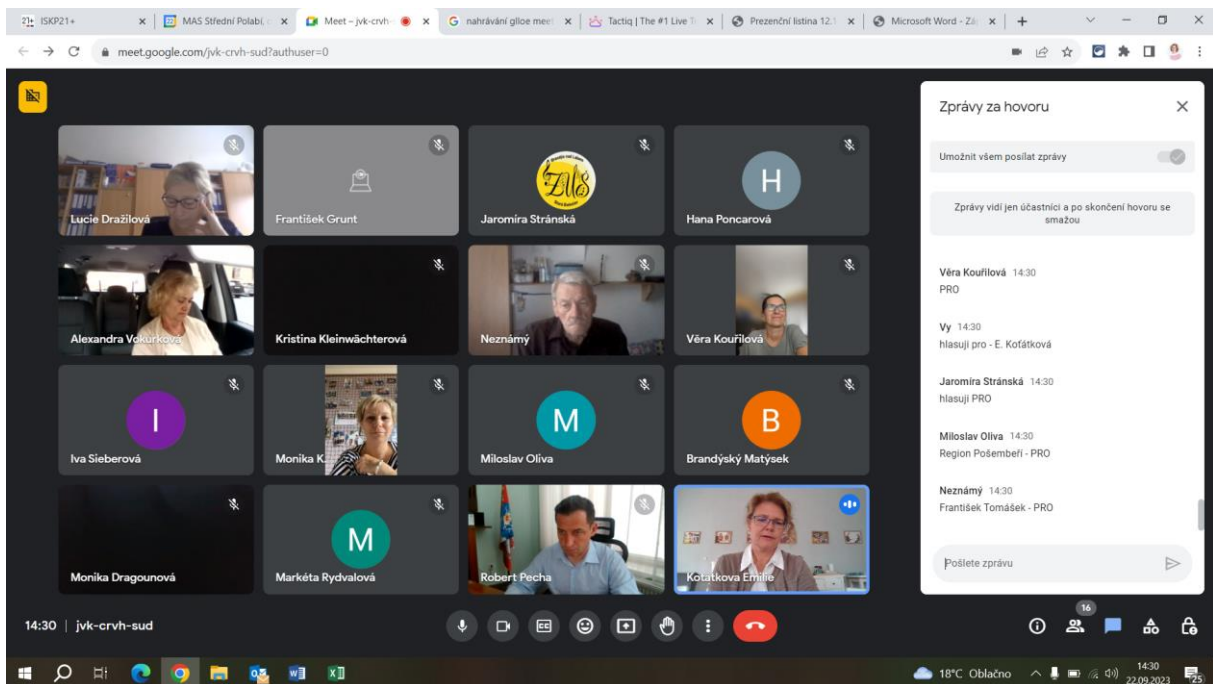 ISKP21+
MAS Střední Polabí,
Meet – jvk-crvh-
nahrávání glloe mee
Tactiq | The #1 Live T
Prezenční listina 12.1
Microsoft Word - Zá
meet.google.com/jvk-crvh-sud?authuser=0
Lucie Dražilová
František Grunt
ZUŠ
Jaromíra Stránská
H
Hana Poncarová
Alexandra Vokurková
Kristina Kleinwächterová
Neznámý
Věra Kouřilová
I
Iva Sieberová
Monika K.
M
Miloslav Oliva
B
Brandýský Matýsek
Monika Dragounová
M
Markéta Rydvalová
Robert Pecha
Kotatkova Emilie
Zprávy za hovoru
Umožnit všem posílat zprávy
Zprávy vidí jen účastníci a po skončení hovoru se
smažou
Věra Kouřilová 14:30
PRO
Vy 14:30
hlasuji pro - E. Koťátková
Jaromíra Stránská 14:30
hlasuji PRO
Miloslav Oliva 14:30
Region Pošembeří - PRO
Neznámý 14:30
František Tomášek - PRO
Pošlete zprávu
14:30 | jvk-crvh-sud
16
18°C Oblačno
14:30
22.09.2023
25